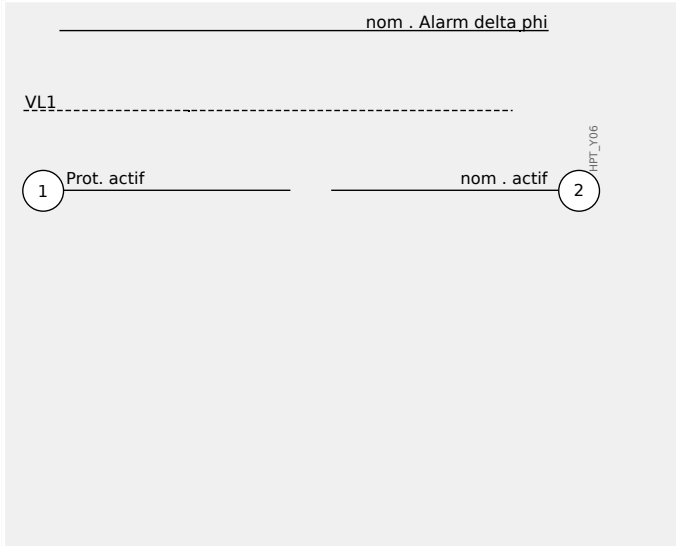 nom . Alarm delta phi
VL1
HPT_Y06
1 Prot. actif nom . actif 2